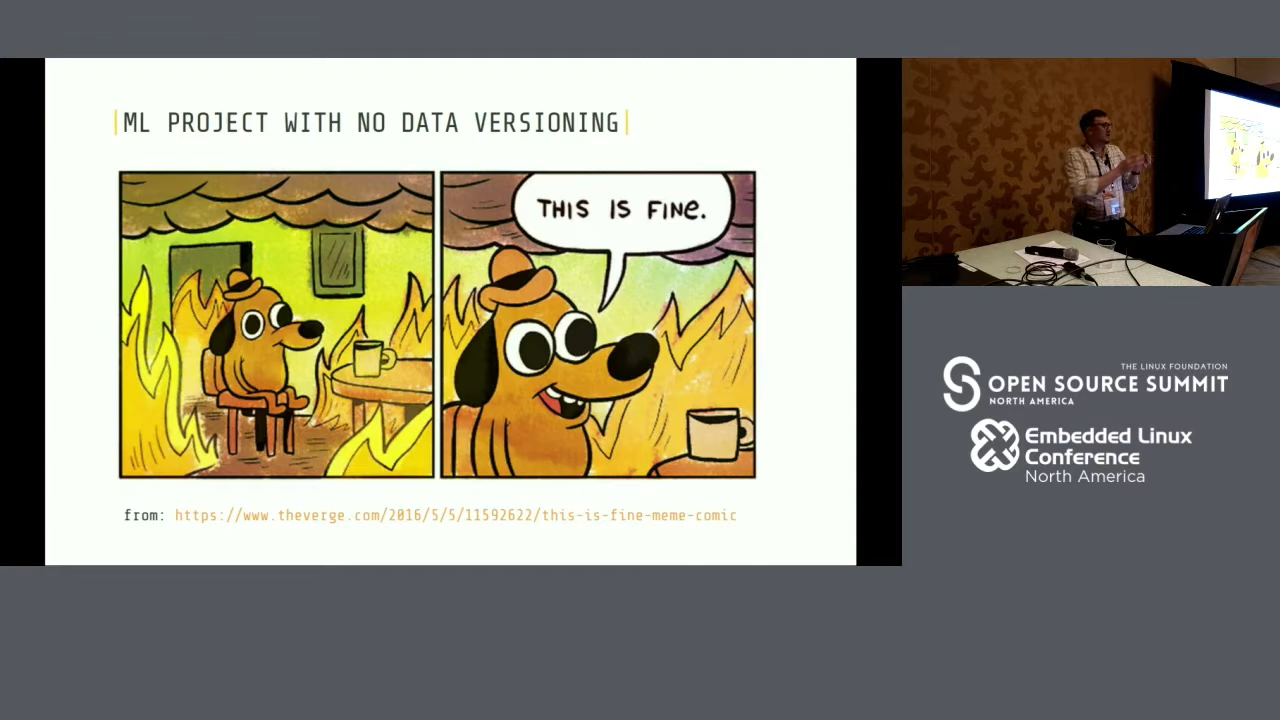 ML PROJECT WITH NO DATA VERSIONING
THIS IS FINE.
from: https://www.theverge.com/2016/5/5/11592622/this-is-fine-meme-comic
THE LINUX FOUNDATION
OPEN SOURCE SUMMIT
NORTH AMERICA
Embedded Linux
Conference
North America